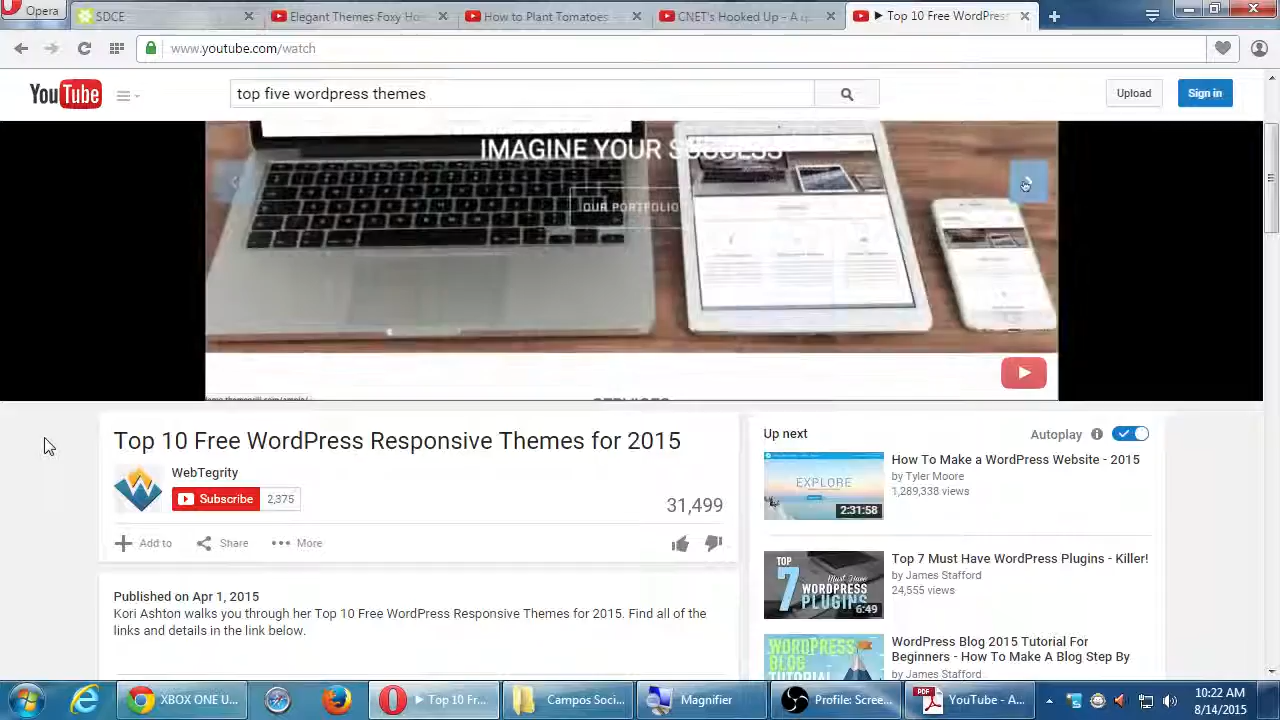 Opera
SDCE
Elegant Themes Foxy Ho
How to Plant Tomatoes
CNET's Hooked Up - A
Top 10 Free WordPress
www.youtube.com/watch
YouTube
top five wordpress themes
Upload
Sign in
IMAGINE YOUR SUCCESS
OUR PORTFOLIO
Top 10 Free WordPress Responsive Themes for 2015
WebTegrity
Subscribe 2,375
31,499
Add to
Share
More
Published on Apr 1, 2015
Kori Ashton walks you through her Top 10 Free WordPress Responsive Themes for 2015. Find all of the
links and details in the link below.
Up next
Autoplay
EXPLORE
2:31:58
How To Make a WordPress Website - 2015
by Tyler Moore
1,289,338 views
TOP
7
MUST HAVE
WORDPRESS
PLUGINS
6:49
Top 7 Must Have WordPress Plugins - Killer!
by James Stafford
24,555 views
WORDPRESS
BLOG 2015
TUTORIAL
WordPress Blog 2015 Tutorial For
Beginners - How To Make A Blog Step By
by James Stafford
XBOX ONE U...
Top 10 Fr...
Campos Soci...
Magnifier
Profile: Scree...
PDF
YouTube - A...
10:22 AM
8/14/2015